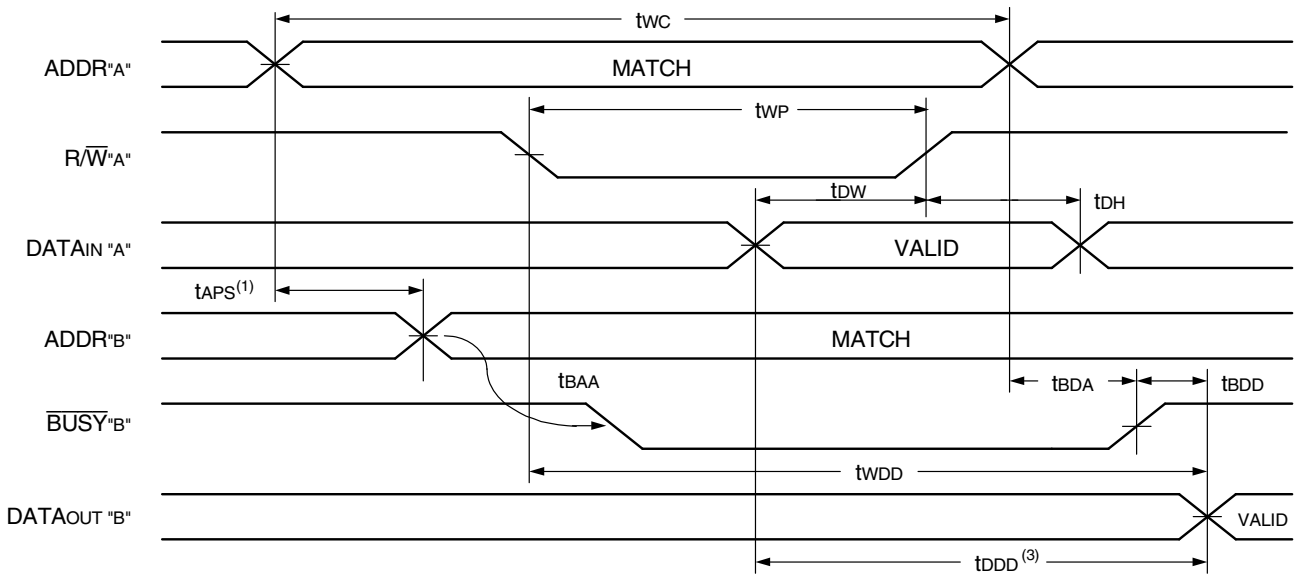 tWC
ADDR"A" MATCH
tWP
R/W̅"A"
tDW tDH
DATAIN "A" VALID
tAPS(1)
ADDR"B" MATCH
tBAA tBDA tBDD
B̅U̅S̅Y̅"B"
tWDD
DATAOUT "B" VALID
tDDD(3)